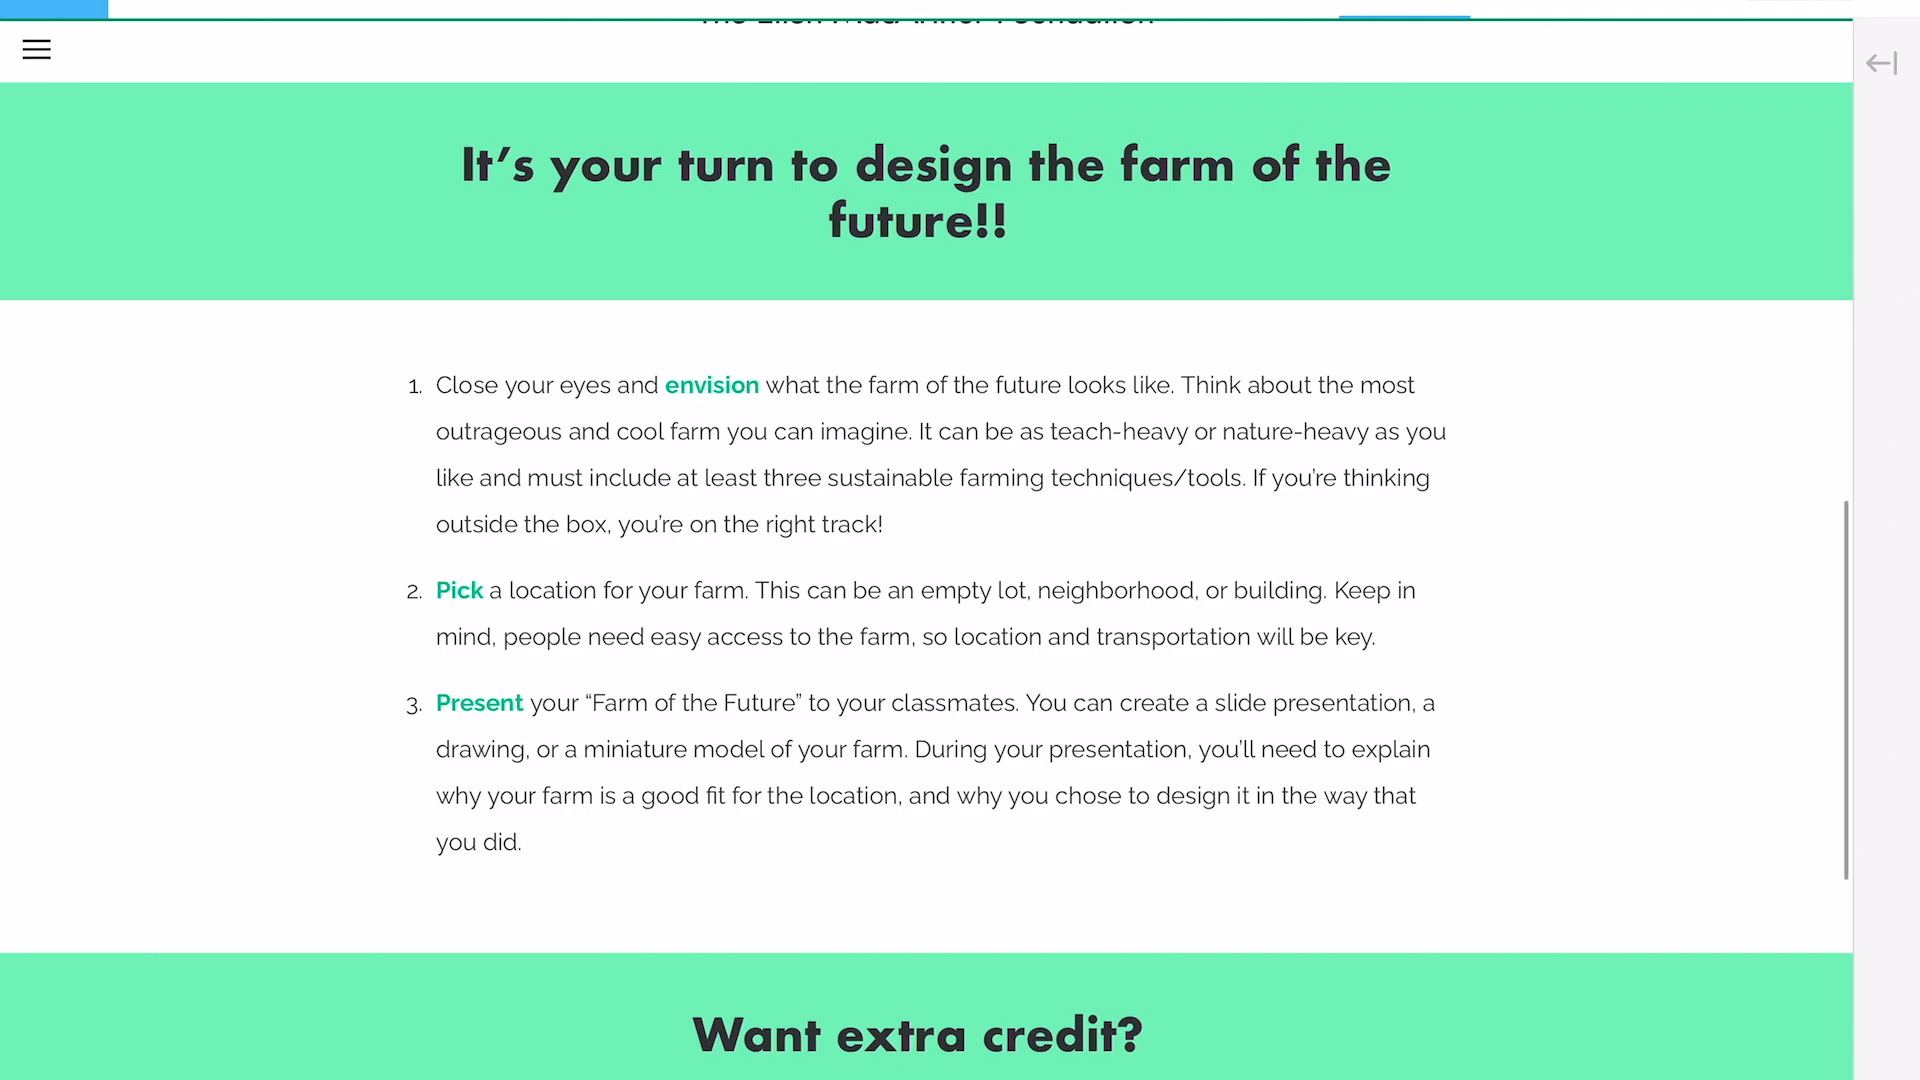 It’s your turn to design the farm of the
future!!
1. Close your eyes and envision what the farm of the future looks like. Think about the most
outrageous and cool farm you can imagine. It can be as teach-heavy or nature-heavy as you
like and must include at least three sustainable farming techniques/tools. If you’re thinking
outside the box, you’re on the right track!
2. Pick a location for your farm. This can be an empty lot, neighborhood, or building. Keep in
mind, people need easy access to the farm, so location and transportation will be key.
3. Present your “Farm of the Future” to your classmates. You can create a slide presentation, a
drawing, or a miniature model of your farm. During your presentation, you’ll need to explain
why your farm is a good fit for the location, and why you chose to design it in the way that
you did.
Want extra credit?